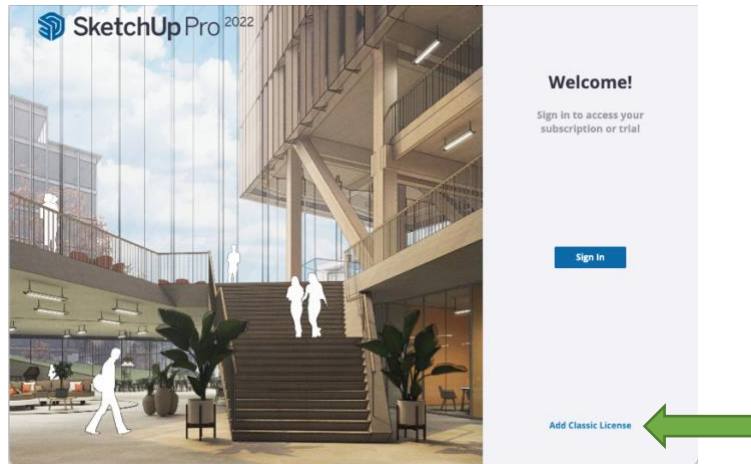 SketchUp Pro 2022
Welcome!
Sign in to access your
subscription or trial
Sign In
Add Classic License